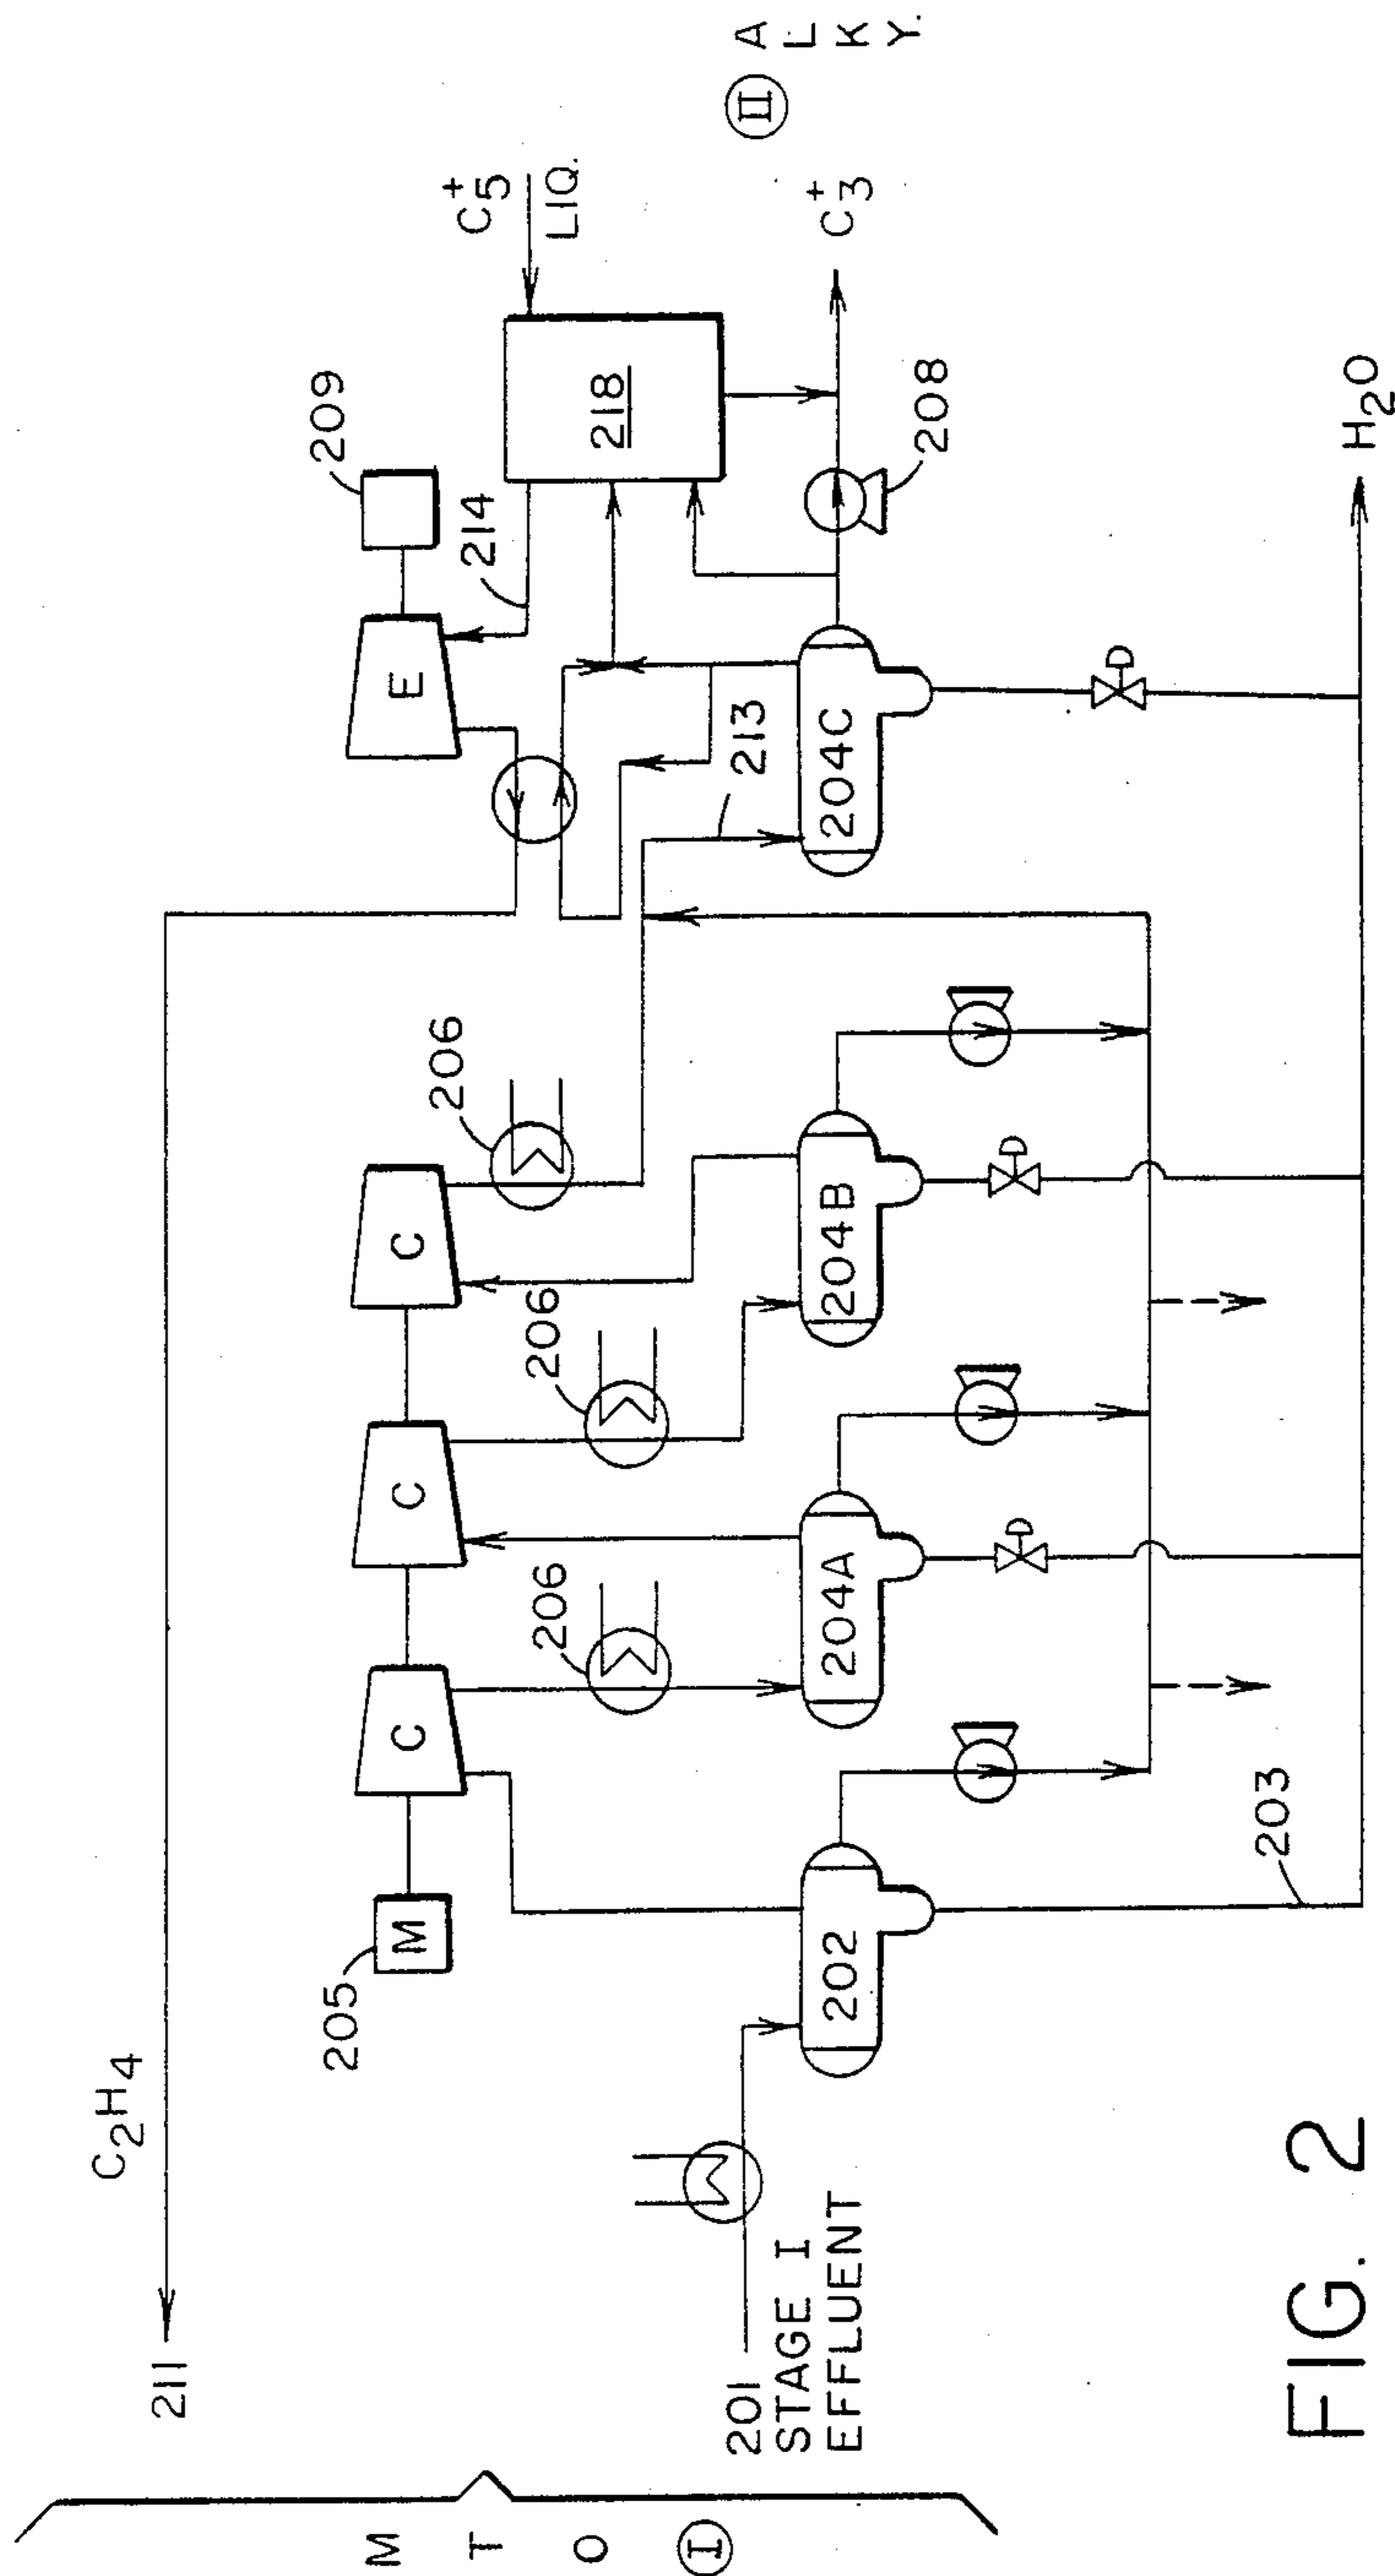 C2H4
211
M T O I
201
STAGE I
EFFLUENT
205
M
C
C
C
206
206
206
202
204A
204B
204C
203
213
E
209
214
218
C5+
LIQ.
II
A L K Y.
C3+
208
H2O
D
D
D
FIG. 2